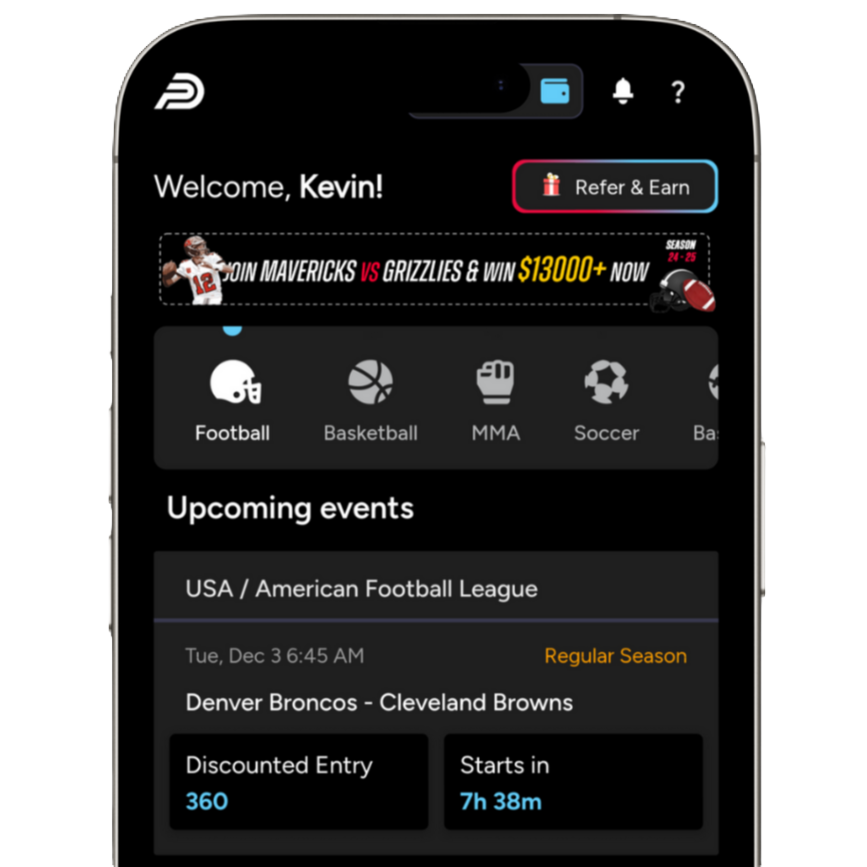 ?
Welcome, Kevin!
Refer & Earn
JOIN MAVERICKS VS GRIZZLIES & WIN $13000+ NOW
SEASON
24 - 25
12
Football
Basketball
MMA
Soccer
Ba
Upcoming events
USA / American Football League
Tue, Dec 3 6:45 AM
Regular Season
Denver Broncos - Cleveland Browns
Discounted Entry
360
Starts in
7h 38m